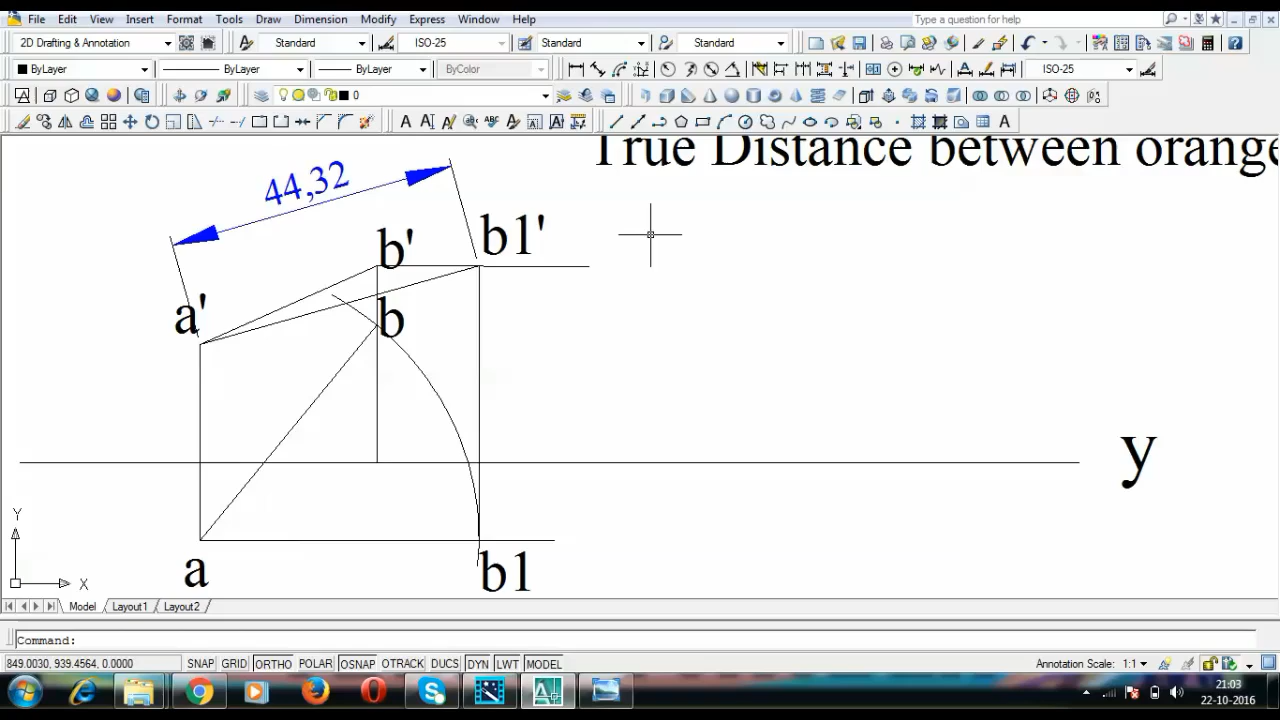 File Edit View Insert Format Tools Draw Dimension Modify Express Window Help Type a question for help
2D Drafting & Annotation Standard ISO-25 Standard Standard
ByLayer ByLayer ByLayer ByColor ISO-25
0
True Distance between orange
44,32
b1'
b'
a'
b
y
Y
X
a
b1
Model Layout1 Layout2
Command:
849.0030, 939.4564, 0.0000 SNAP GRID ORTHO POLAR OSNAP OTRACK DUCS DYN LWT MODEL Annotation Scale: 1:1
21:03
22-10-2016